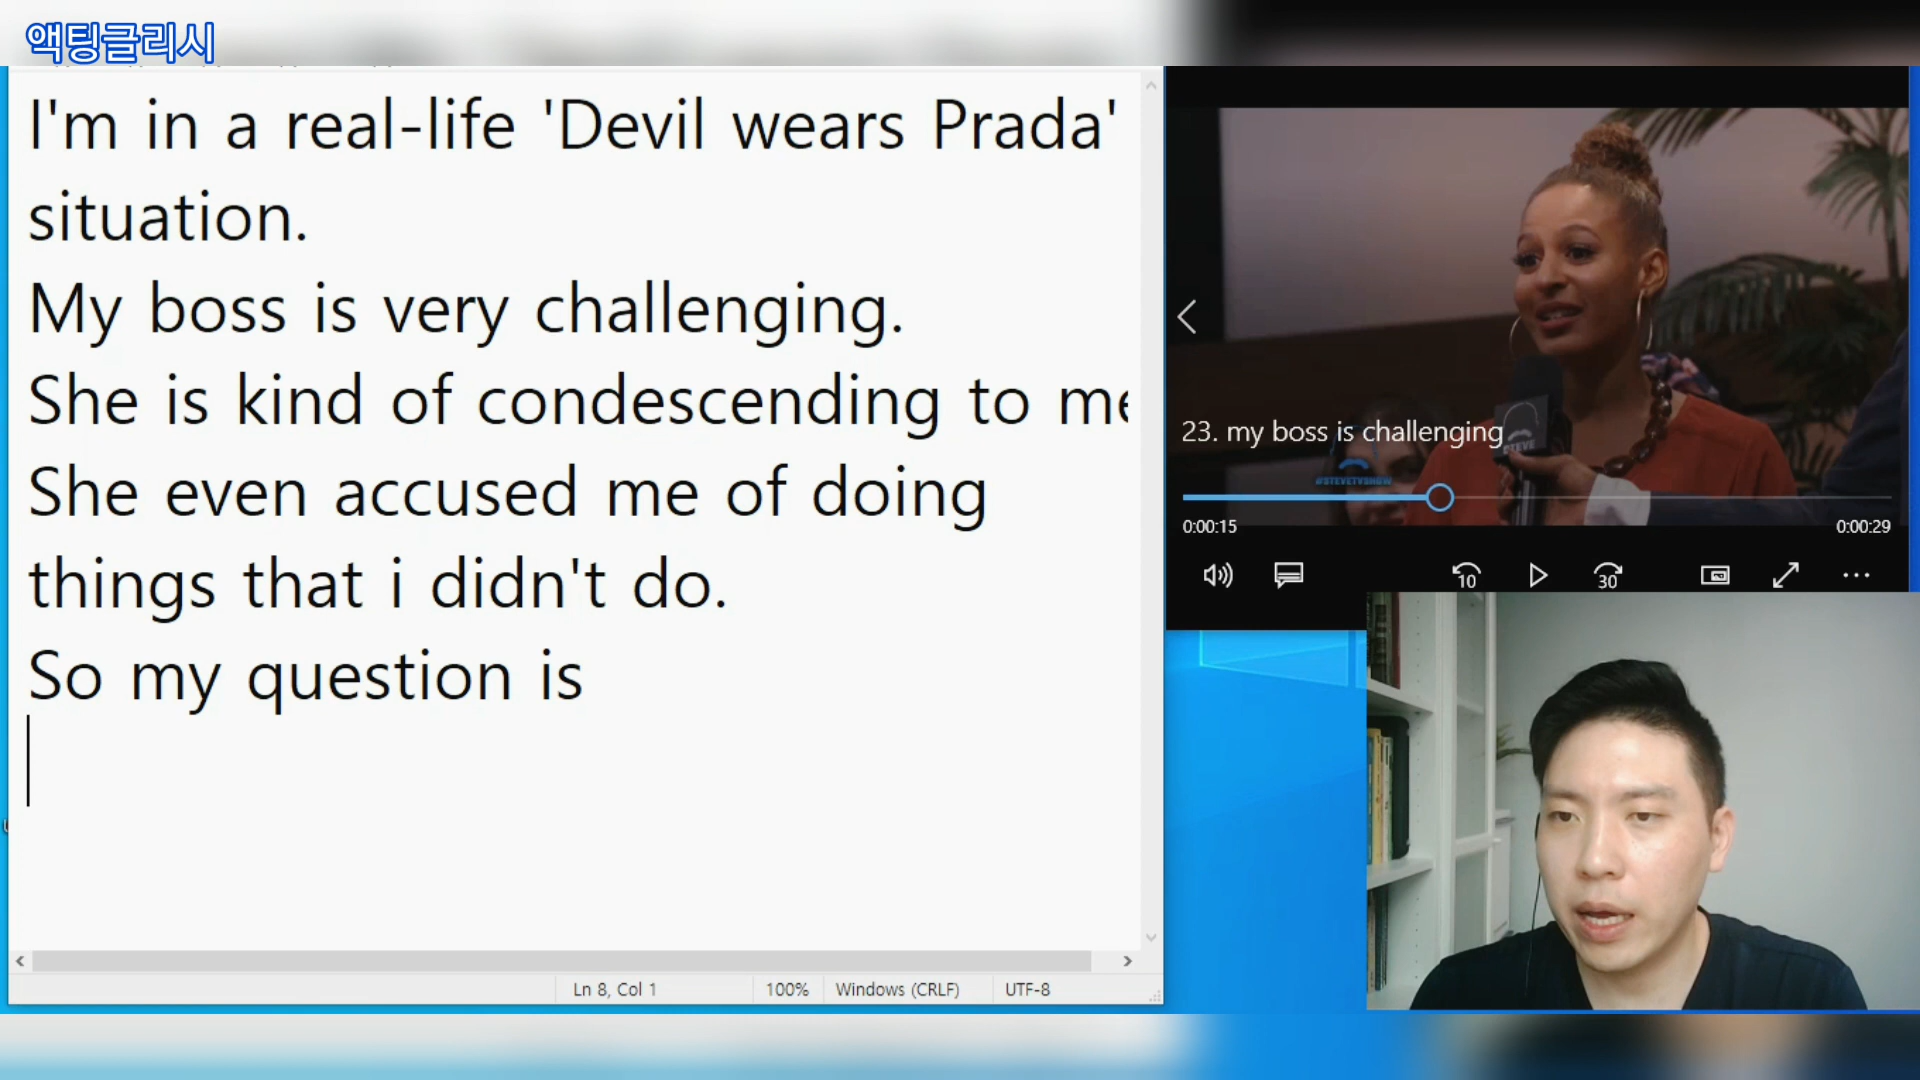 액팅글리시
I'm in a real-life 'Devil wears Prada'
situation.
My boss is very challenging.
She is kind of condescending to me
She even accused me of doing
things that i didn't do.
So my question is
Ln 8, Col 1
100%
Windows (CRLF)
UTF-8
STEVE
23. my boss is challenging
#STEVETVSHOW
0:00:15
0:00:29
10
30